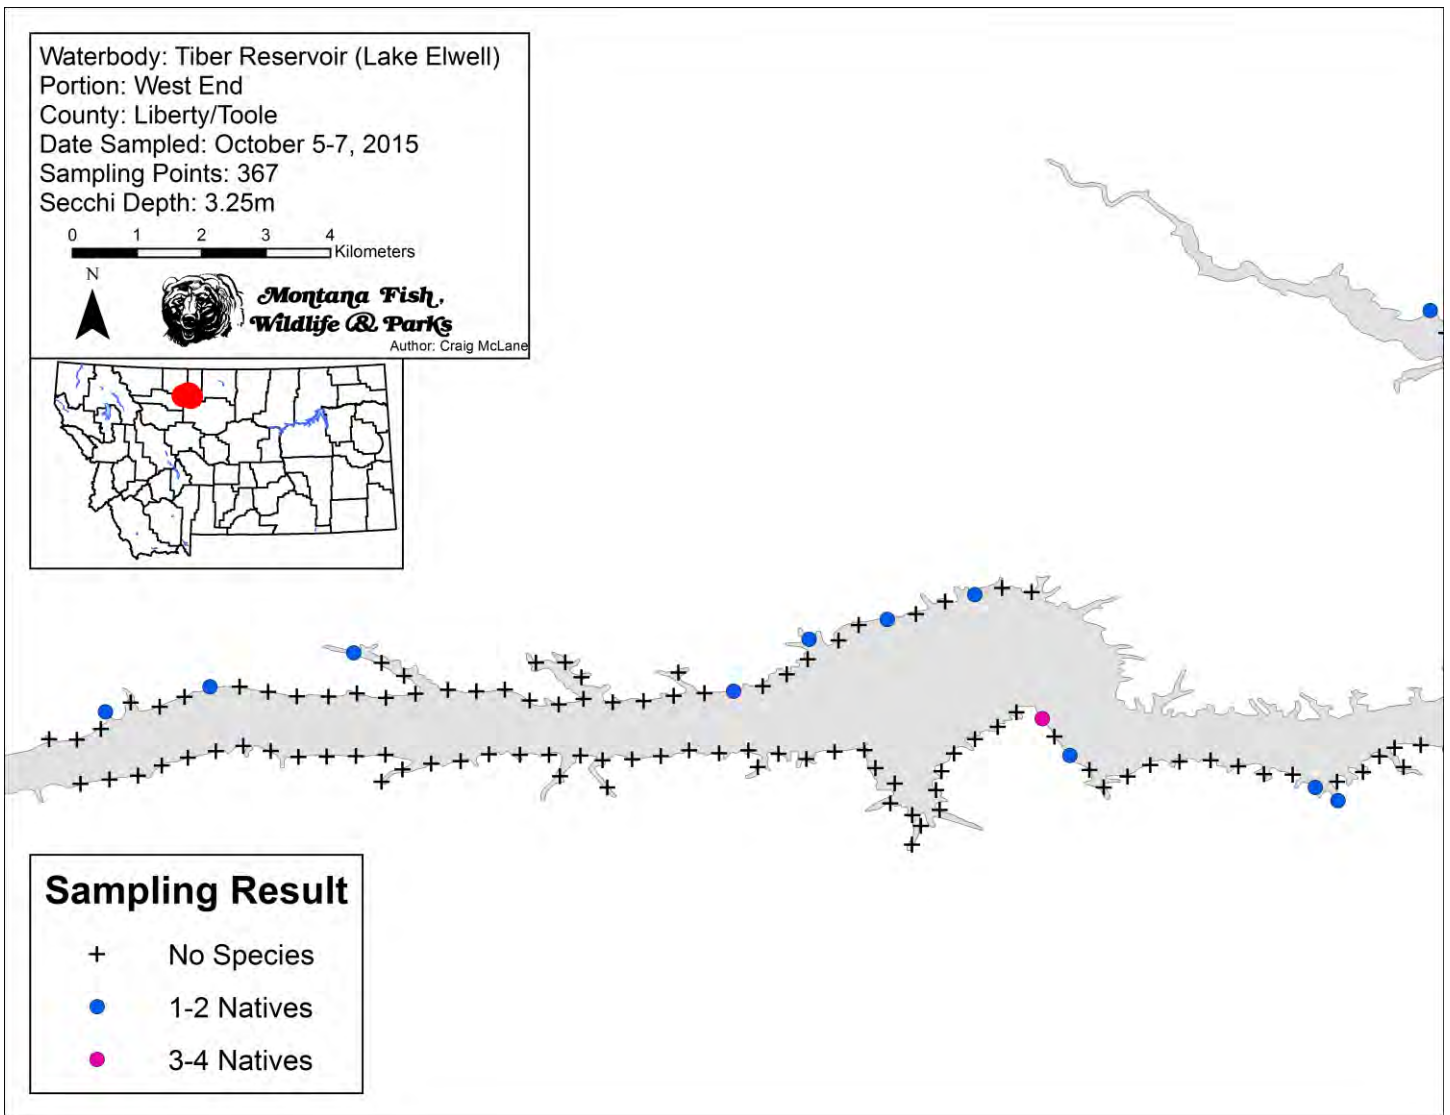 Waterbody: Tiber Reservoir (Lake Elwell)
Portion: West End
County: Liberty/Toole
Date Sampled: October 5-7, 2015
Sampling Points: 367
Secchi Depth: 3.25m
0 1 2 3 4
Kilometers
N
Montana Fish,
Wildlife & Parks
Author: Craig McLane
Sampling Result
No Species
1-2 Natives
3-4 Natives